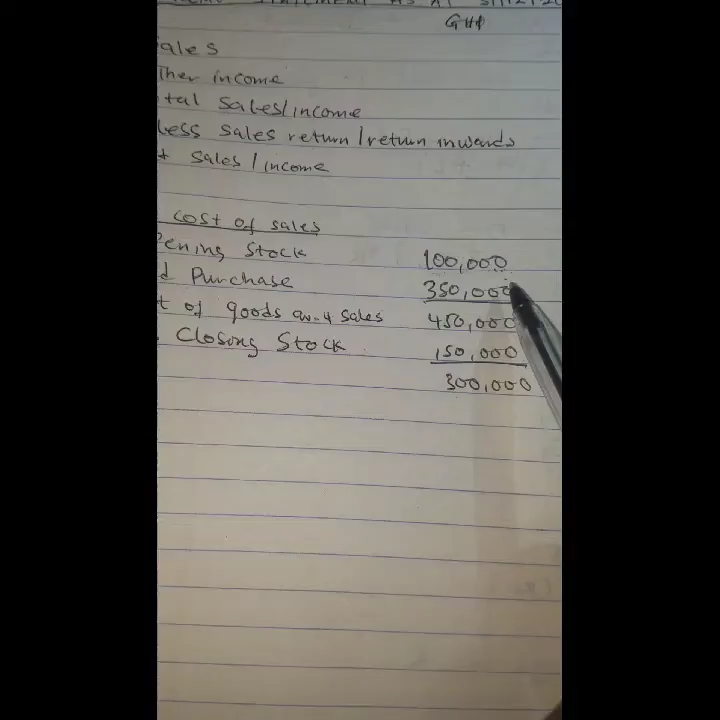 GH¢
ales
ther income
tal sales/income
Less sales return/return inwards
t sales/income
cost of sales
ening Stock 100,000
d Purchase 350,000
t of goods av. 4 sales 450,000
Closing Stock 150,000
300,000